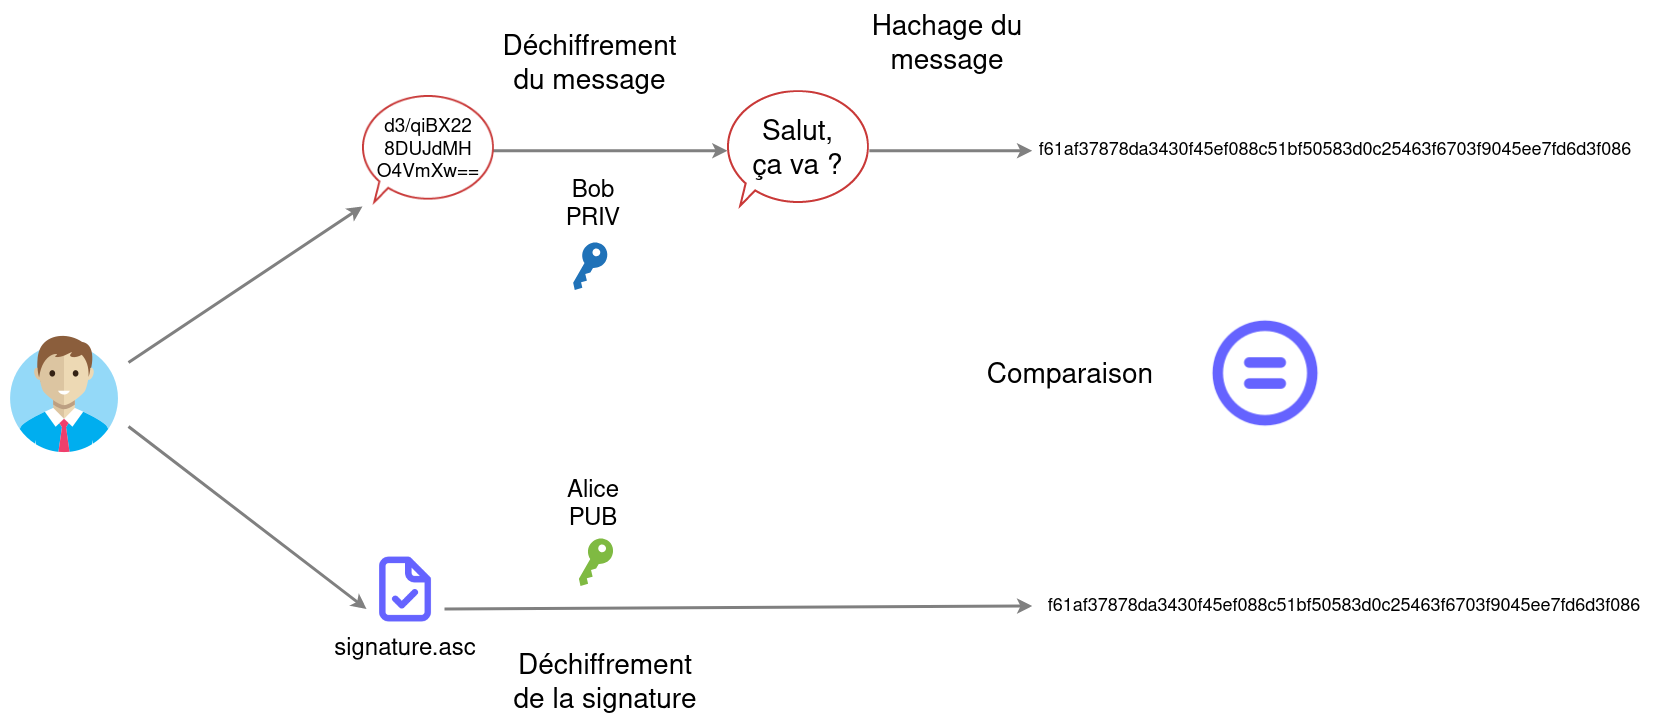 Déchiffrement
du message
Hachage du
message
d3/qiBX22
8DUJdMH
O4VmXw==
Salut,
ça va ?
f61af37878da3430f45ef088c51bf50583d0c25463f6703f9045ee7fd6d3f086
Bob
PRIV
Comparaison
Alice
PUB
signature.asc
f61af37878da3430f45ef088c51bf50583d0c25463f6703f9045ee7fd6d3f086
Déchiffrement
de la signature